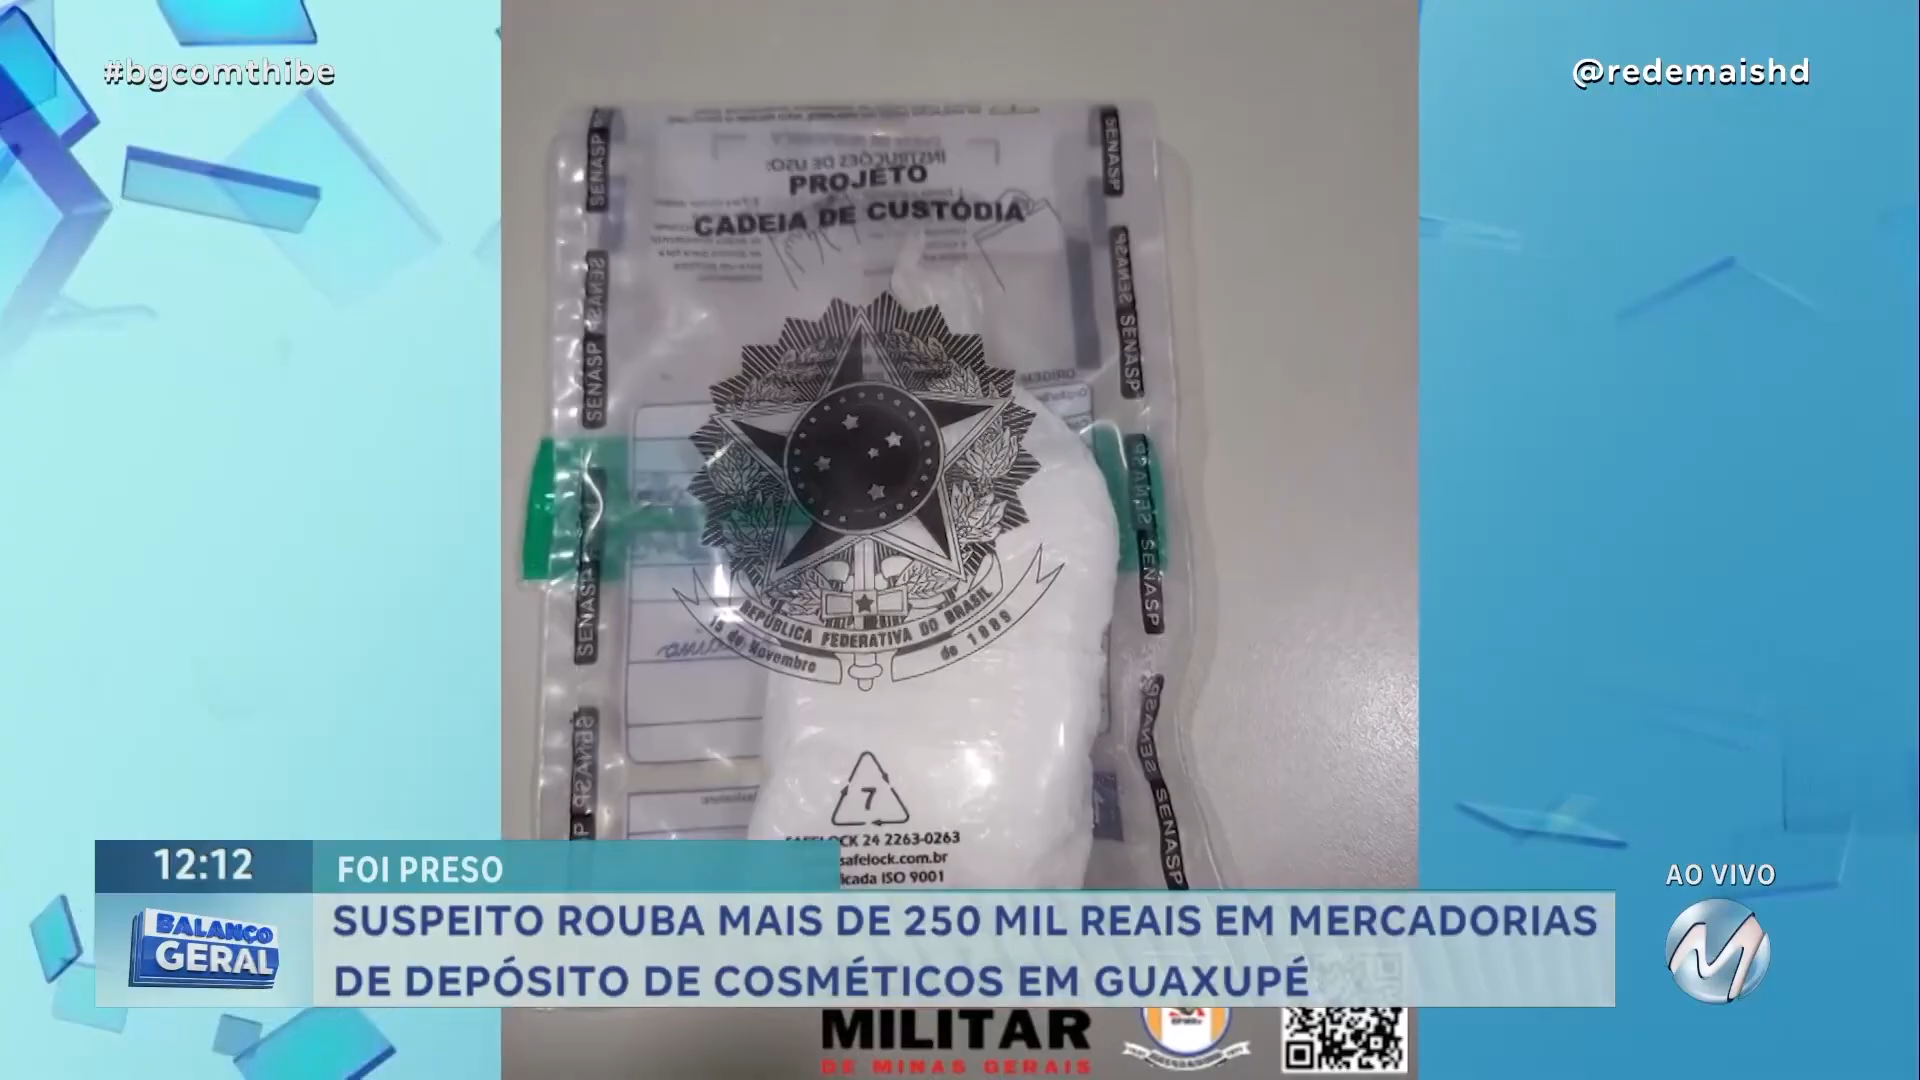 #bgcomthibe
@redemaishd
INSTRUÇÕES DE USO:
PROJETO
CADEIA DE CUSTÓDIA
SENASP
SENASP
SENASP
SENASP
SENASP
SENASP
SENASP
SENASP
SENASP
ORIGEM
REPÚBLICA FEDERATIVA DO BRASIL
15 de Novembro
de 1889
7
SAFELOCK 24 2263-0263
safelock.com.br
icada ISO 9001
12:12
FOI PRESO
AO VIVO
BALANÇO
GERAL
SUSPEITO ROUBA MAIS DE 250 MIL REAIS EM MERCADORIAS
DE DEPÓSITO DE COSMÉTICOS EM GUAXUPÉ
M
MILITAR
DE MINAS GERAIS